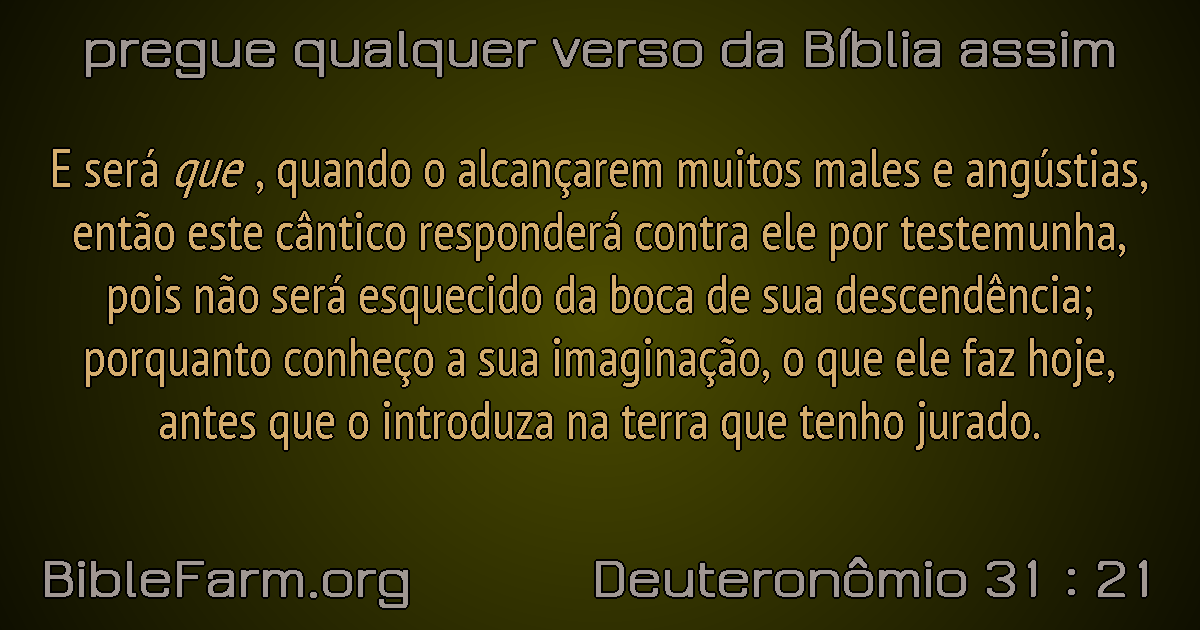 pregue qualquer verso da Bíblia assim
E será que , quando o alcançarem muitos males e angústias,
então este cântico responderá contra ele por testemunha,
pois não será esquecido da boca de sua descendência;
porquanto conheço a sua imaginação, o que ele faz hoje,
antes que o introduza na terra que tenho jurado.
BibleFarm.org
Deuteronômio 31 : 21